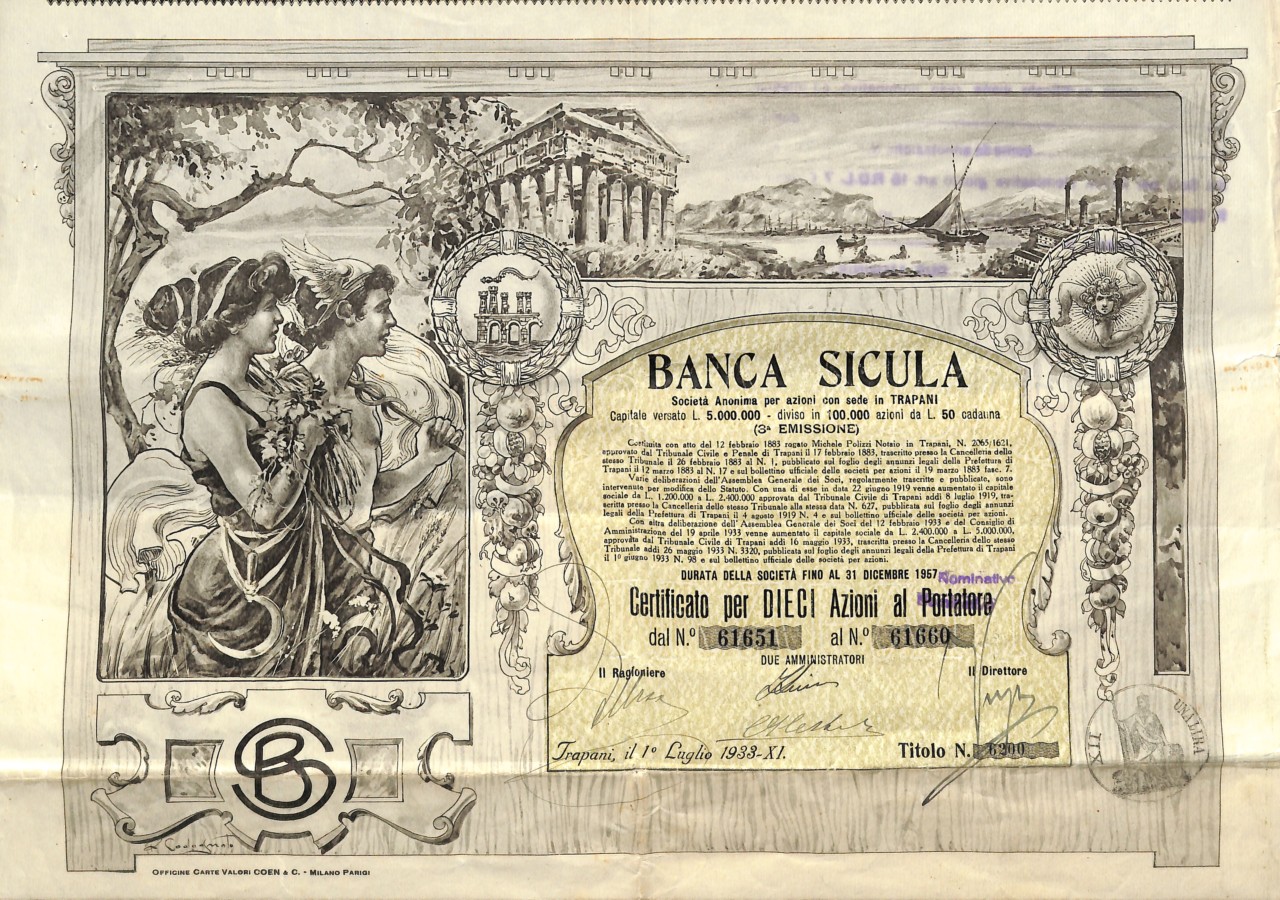 BANCA SICULA
Società Anonima per azioni con sede in TRAPANI
Capitale versato L. 5.000.000 - diviso in 100.000 azioni da L. 50 cadauna
(3ª EMISSIONE)
Costituita con atto del 12 febbraio 1883 rogato Michele Polizzi Notaio in Trapani, N. 2065/1621,
approvato dal Tribunale Civile e Penale di Trapani il 17 febbraio 1883, trascritto presso la Cancelleria dello
stesso Tribunale il 26 febbraio 1883 al N. 1, pubblicato sul foglio degli annunzi legali della Prefettura di
Trapani il 12 marzo 1883 al N. 17 e sul bollettino ufficiale delle società per azioni il 19 marzo 1883 fasc. 7.
Varie deliberazioni dell'Assemblea Generale dei Soci, regolarmente trascritte e pubblicate, sono
intervenute per modifica dello Statuto. Con una di esse in data 22 giugno 1919 venne aumentato il capitale
sociale da L. 1.200.000 a L. 2.400.000 approvata dal Tribunale Civile di Trapani addì 8 luglio 1919, tra-
scritta presso la Cancelleria dello stesso Tribunale alla stessa data N. 627, pubblicata sul foglio degli annunzi
legali della Prefettura di Trapani il 4 agosto 1919 N. 4 e sul bollettino ufficiale delle società per azioni.
Con altra deliberazione dell'Assemblea Generale dei Soci del 12 febbraio 1933 e del Consiglio di
Amministrazione del 19 aprile 1933 venne aumentato il capitale sociale da L. 2.400.000 a L. 5.000.000,
approvata dal Tribunale Civile di Trapani addì 16 maggio 1933, trascritta presso la Cancelleria dello stesso
Tribunale addì 26 maggio 1933 N. 3320, pubblicata sul foglio degli annunzi legali della Prefettura di Trapani
il 1º giugno 1933 N. 98 e sul bollettino ufficiale delle società per azioni.
DURATA DELLA SOCIETÀ FINO AL 31 DICEMBRE 1957
Nominativo
Certificato per DIECI Azioni al Portatore
dal N.º 61651 al N.º 61660
DUE AMMINISTRATORI
Il Ragioniere
Il Direttore
Trapani, il 1º Luglio 1933-XI.
Titolo N. 6200
XII
UNA LIRA
BS
OFFICINE CARTE VALORI COEN & C. - MILANO PARIGI